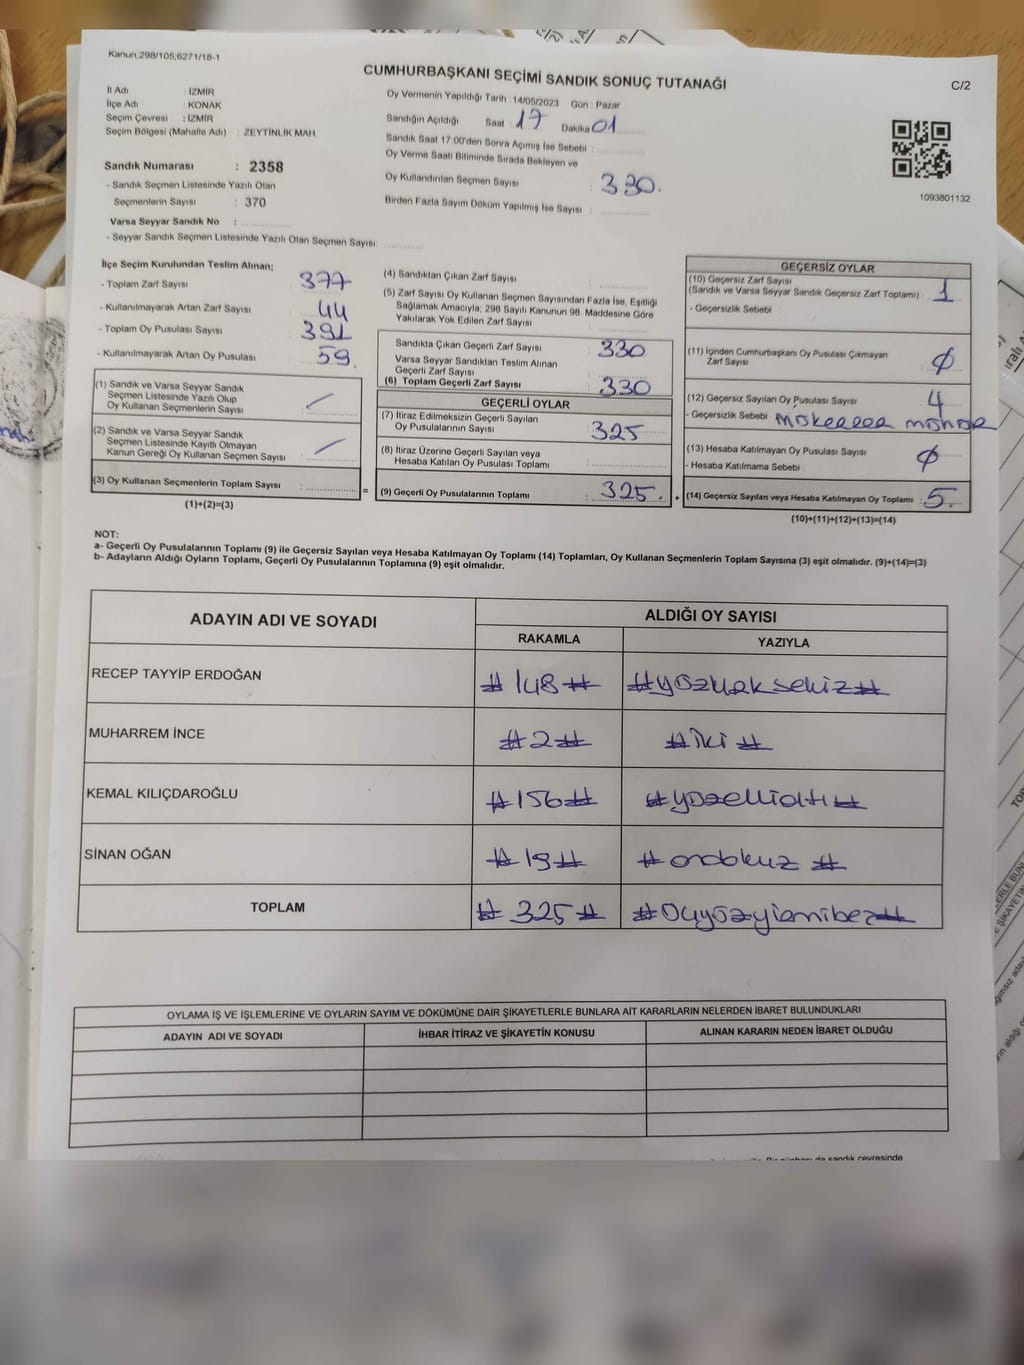 Kanun;298/105,6271/18-1
CUMHURBAŞKANI SEÇİMİ SANDIK SONUÇ TUTANAĞI
C/2
İl Adı : İZMİR
İlçe Adı : KONAK
Seçim Çevresi : İZMİR
Seçim Bölgesi (Mahalle Adı) : ZEYTİNLİK MAH.
Oy Vermenin Yapıldığı Tarih : 14/05/2023 Gün : Pazar
Sandığın Açıldığı Saat : 17 Dakika 01
Sandık Saat 17:00'den Sonra Açımış İse Sebebi :
Oy Verme Saati Bitiminde Sırada Bekleyen ve
Oy Kullandırılan Seçmen Sayısı : 330.
Birden Fazla Sayım Döküm Yapılmış İse Sayısı :
1093801132
Sandık Numarası : 2358
- Sandık Seçmen Listesinde Yazılı Olan
Seçmenlerin Sayısı : 370
Varsa Seyyar Sandık No :
- Seyyar Sandık Seçmen Listesinde Yazılı Olan Seçmen Sayısı:
İlçe Seçim Kurulundan Teslim Alınan;
- Toplam Zarf Sayısı 377
- Kullanılmayarak Artan Zarf Sayısı 44
- Toplam Oy Pusulası Sayısı 391
- Kullanılmayarak Artan Oy Pusulası 59.
(1) Sandık ve Varsa Seyyar Sandık
Seçmen Listesinde Yazılı Olup
Oy Kullanan Seçmenlerin Sayısı
(2) Sandık ve Varsa Seyyar Sandık
Seçmen Listesinde Kayıtlı Olmayan
Kanun Gereği Oy Kullanan Seçmen Sayısı
(3) Oy Kullanan Seçmenlerin Toplam Sayısı :
(1)+(2)=(3)
(4) Sandıktan Çıkan Zarf Sayısı
(5) Zarf Sayısı Oy Kullanan Seçmen Sayısından Fazla İse, Eşitliği
Sağlamak Amacıyla, 298 Sayılı Kanunun 98. Maddesine Göre
Yakılarak Yok Edilen Zarf Sayısı
Sandıkta Çıkan Geçerli Zarf Sayısı : 330
Varsa Seyyar Sandıktan Teslim Alınan
Geçerli Zarf Sayısı
(6) Toplam Geçerli Zarf Sayısı : 330
GEÇERLİ OYLAR
(7) İtiraz Edilmeksizin Geçerli Sayılan
Oy Pusulalarının Sayısı : 325
(8) İtiraz Üzerine Geçerli Sayılan veya
Hesaba Katılan Oy Pusulası Toplamı :
= (9) Geçerli Oy Pusulalarının Toplamı : 325. +
GEÇERSİZ OYLAR
(10) Geçersiz Zarf Sayısı
(Sandık ve Varsa Seyyar Sandık Geçersiz Zarf Toplamı) : 1
- Geçersizlik Sebebi :
(11) İçinden Cumhurbaşkanı Oy Pusulası Çıkmayan
Zarf Sayısı : Ø
(12) Geçersiz Sayılan Oy Pusulası Sayısı : 4
- Geçersizlik Sebebi
(13) Hesaba Katılmayan Oy Pusulası Sayısı : Ø
- Hesaba Katılmama Sebebi :
(14) Geçersiz Sayılan veya Hesaba Katılmayan Oy Toplamı : 5.
(10)+(11)+(12)+(13)=(14)
NOT:
a- Geçerli Oy Pusulalarının Toplamı (9) ile Geçersiz Sayılan veya Hesaba Katılmayan Oy Toplamı (14) Toplamları, Oy Kullanan Seçmenlerin Toplam Sayısına (3) eşit olmalıdır. (9)+(14)=(3)
b- Adayların Aldığı Oyların Toplamı, Geçerli Oy Pusulalarının Toplamına (9) eşit olmalıdır.
ADAYIN ADI VE SOYADI
ALDIĞI OY SAYISI
RAKAMLA YAZIYLA
RECEP TAYYİP ERDOĞAN #148# #yüzkırksekiz#
MUHARREM İNCE #2# #iki#
KEMAL KILIÇDAROĞLU #156# #yüzellialtı#
SİNAN OĞAN #19# #ondokuz#
TOPLAM #325# #üçyüzyirmibeş#
OYLAMA İŞ VE İŞLEMLERİNE VE OYLARIN SAYIM VE DÖKÜMÜNE DAİR ŞİKAYETLERLE BUNLARA AİT KARARLARIN NELERDEN İBARET BULUNDUKLARI
ADAYIN ADI VE SOYADI İHBAR İTİRAZ VE ŞİKAYETİN KONUSU ALINAN KARARIN NEDEN İBARET OLDUĞU